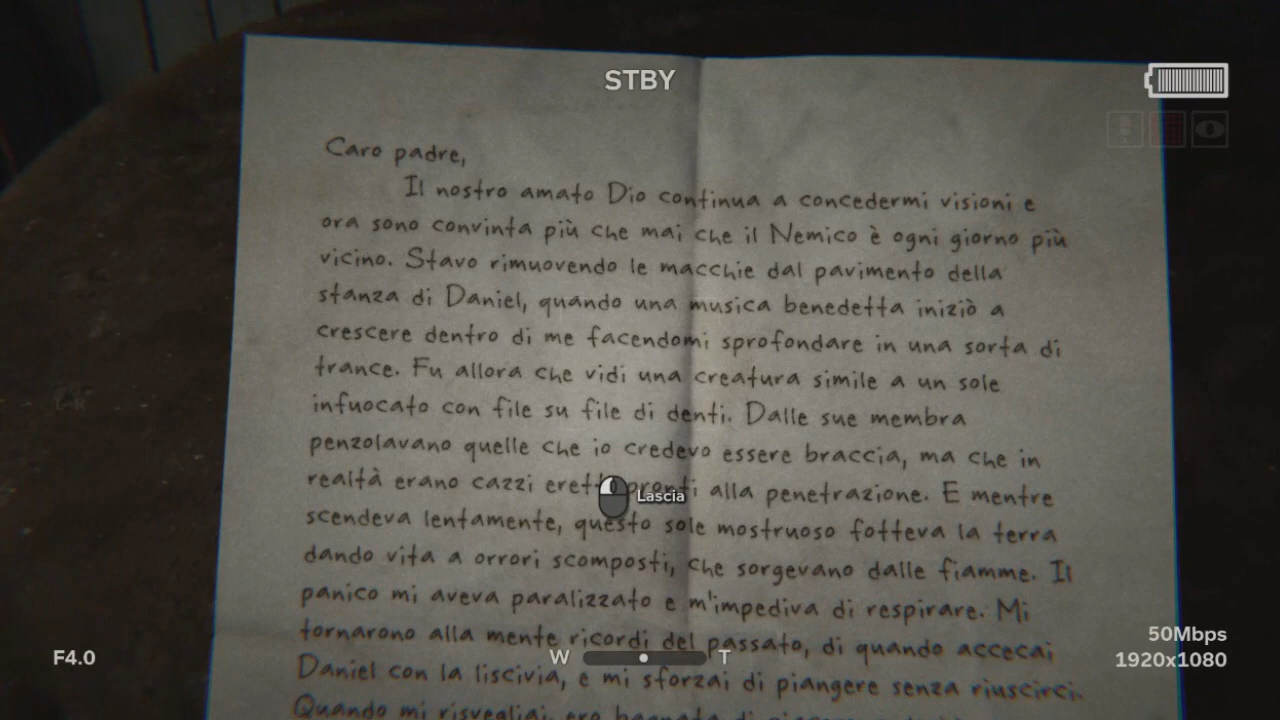 STBY
Caro padre,
Il nostro amato Dio continua a concedermi visioni e
ora sono convinta più che mai che il Nemico è ogni giorno più
vicino. Stavo rimuovendo le macchie dal pavimento della
stanza di Daniel, quando una musica benedetta iniziò a
crescere dentro di me facendomi sprofondare in una sorta di
trance. Fu allora che vidi una creatura simile a un sole
infuocato con file su file di denti. Dalle sue membra
penzolavano quelle che io credevo essere braccia, ma che in
realtà erano cazzi pronti alla penetrazione. E mentre
Lascia
scendeva lentamente, questo sole mostruoso fotteva la terra
dando vita a orrori scomposti, che sorgevano dalle fiamme. Il
panico mi aveva paralizzato e m'impediva di respirare. Mi
tornarono alla mente ricordi del passato, di quando accecai
Daniel con la liscivia, e mi sforzai di piangere senza riuscirci.
Quando mi risvegliai, ero bagnata di
F4.0
W T
50Mbps
1920x1080